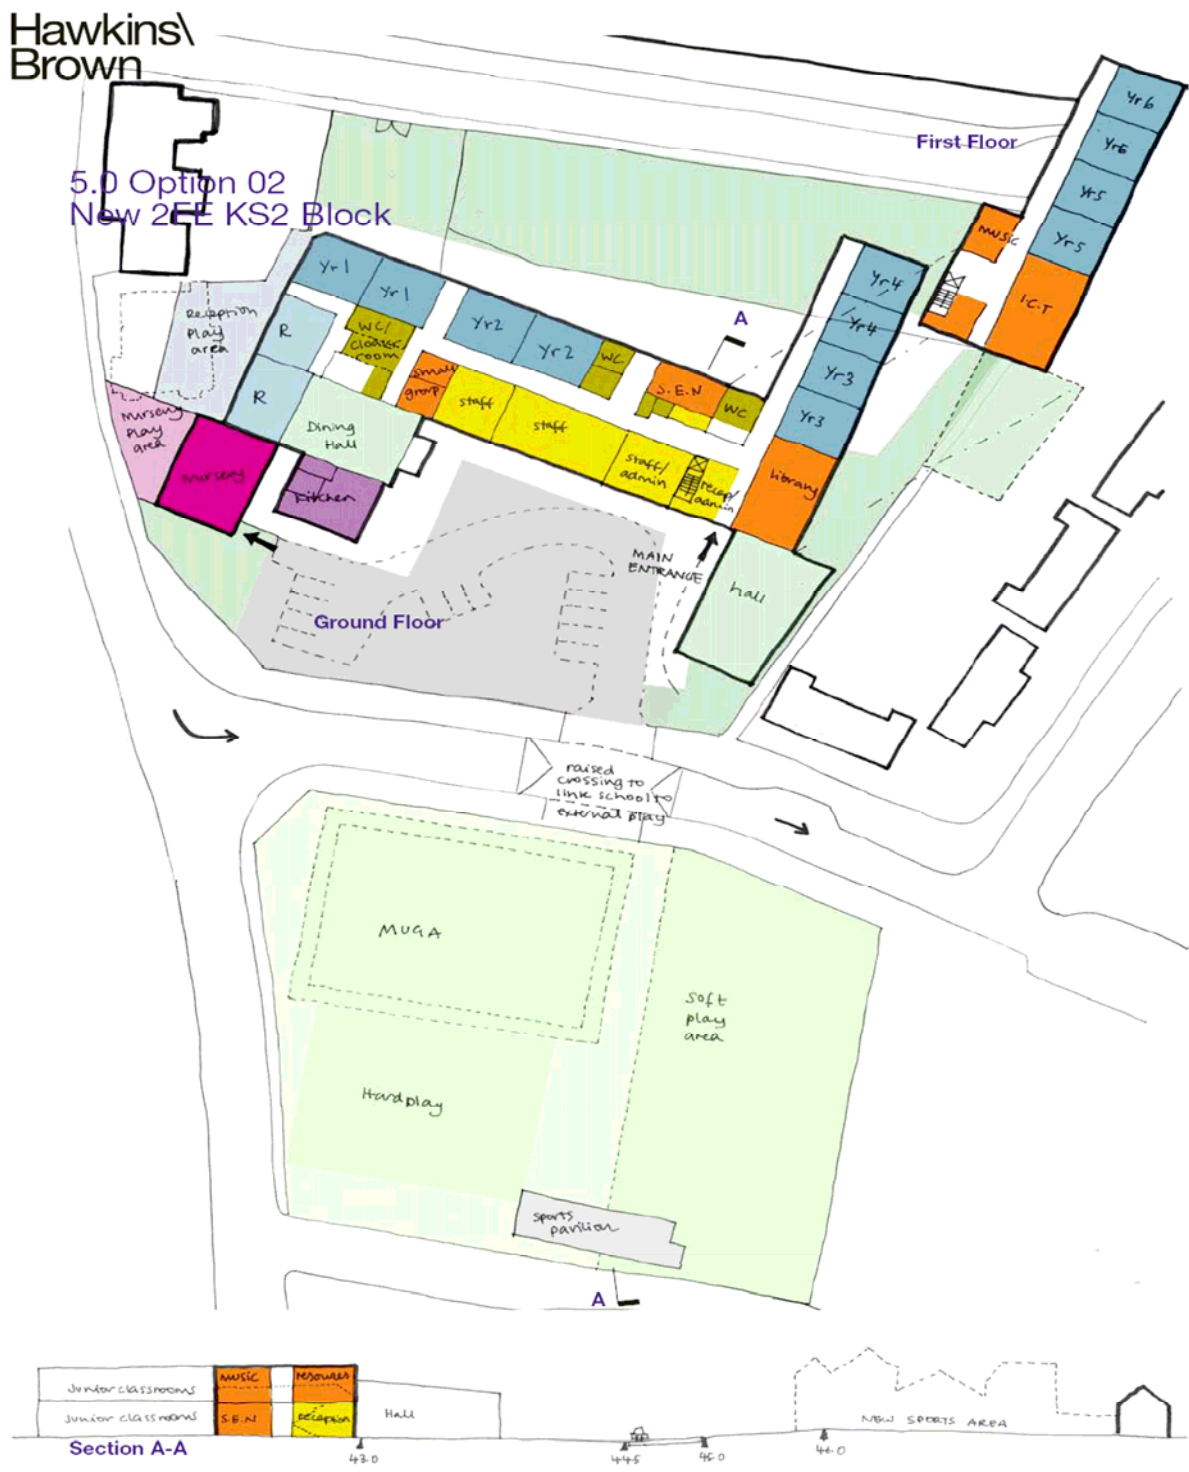 Hawkins\
Brown
First Floor
5.0 Option 02
New 2FE KS2 Block
Yr6
Yr6
Yr5
Yr5
music
I.C.T
Yr1
Yr1
Yr2
Yr2
WC
WC/
cloak
room
Reception
play
area
R
R
small
group
staff
staff
S.E.N
WC
A
Yr4
Yr4
Yr3
Yr3
library
Nursery
play
area
Nursery
Dining
Hall
Kitchen
staff/
admin
recep/
admin
MAIN
ENTRANCE
hall
Ground Floor
raised
crossing to
link school to
external play
MUGA
Soft
play
area
Hardplay
sports
pavilion
A
junior classrooms
music
resources
junior classrooms
S.E.N
reception
Hall
NEW SPORTS AREA
Section A-A
43.0
44.5
45.0
46.0